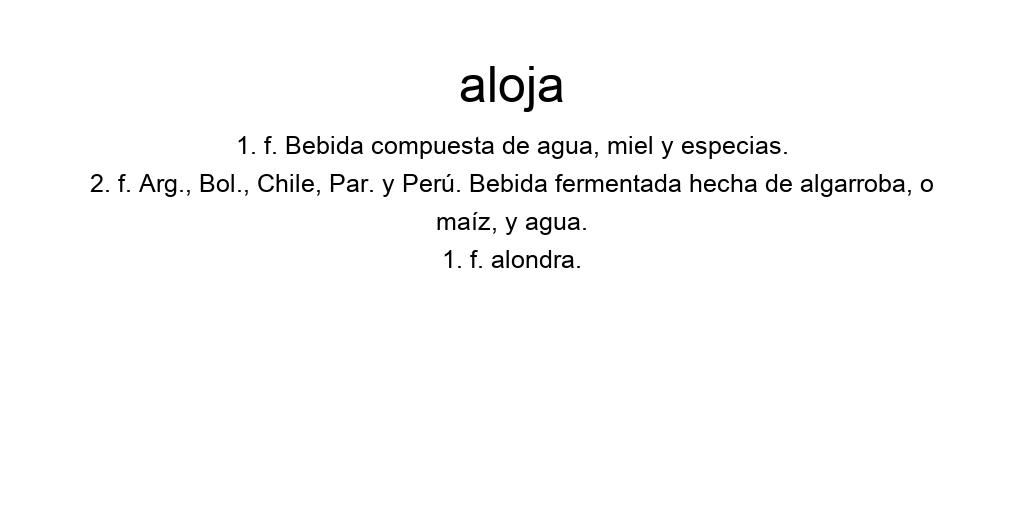 aloja
1. f. Bebida compuesta de agua, miel y especias.
2. f. Arg., Bol., Chile, Par. y Perú. Bebida fermentada hecha de algarroba, o
maíz, y agua.
1. f. alondra.